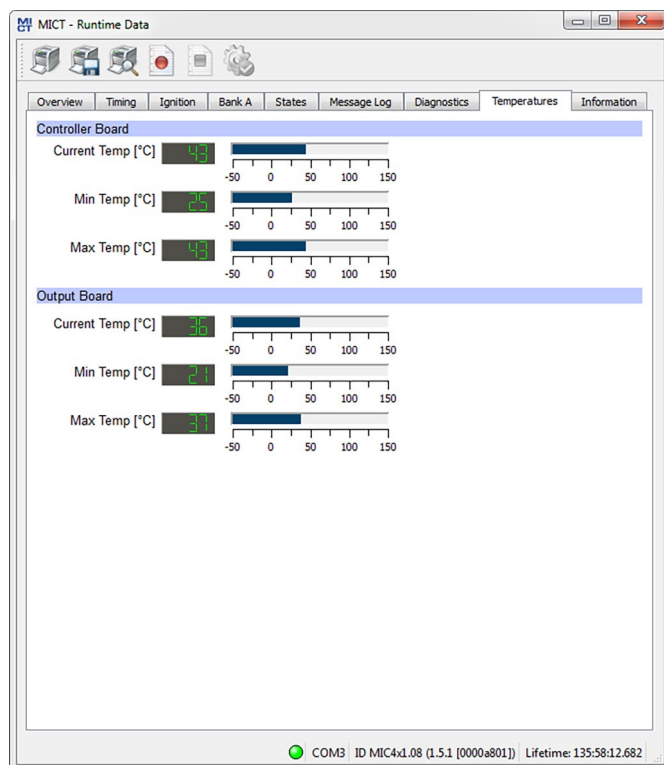 MICT MICT - Runtime Data
Overview Timing Ignition Bank A States Message Log Diagnostics Temperatures Information
Controller Board
Current Temp [°C] 43
-50 0 50 100 150
Min Temp [°C] 25
-50 0 50 100 150
Max Temp [°C] 43
-50 0 50 100 150
Output Board
Current Temp [°C] 36
-50 0 50 100 150
Min Temp [°C] 21
-50 0 50 100 150
Max Temp [°C] 37
-50 0 50 100 150
COM3 ID MIC4x1.08 (1.5.1 [0000a801]) Lifetime: 135:58:12.682